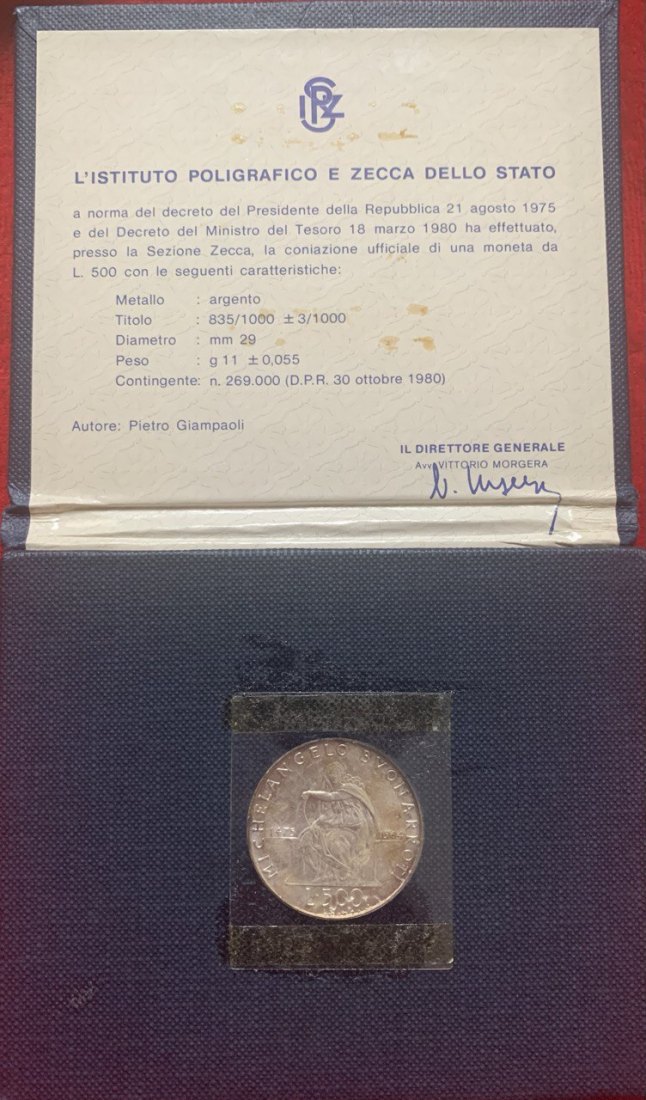 IPZS
L'ISTITUTO POLIGRAFICO E ZECCA DELLO STATO
a norma del decreto del Presidente della Repubblica 21 agosto 1975
e del Decreto del Ministro del Tesoro 18 marzo 1980 ha effettuato,
presso la Sezione Zecca, la coniazione ufficiale di una moneta da
L. 500 con le seguenti caratteristiche:
Metallo : argento
Titolo : 835/1000 ±3/1000
Diametro : mm 29
Peso : g 11 ±0,055
Contingente: n. 269.000 (D.P.R. 30 ottobre 1980)
Autore: Pietro Giampaoli
IL DIRETTORE GENERALE
Avv. VITTORIO MORGERA
MICHELANGELO BVONARROTI
1475
L.500